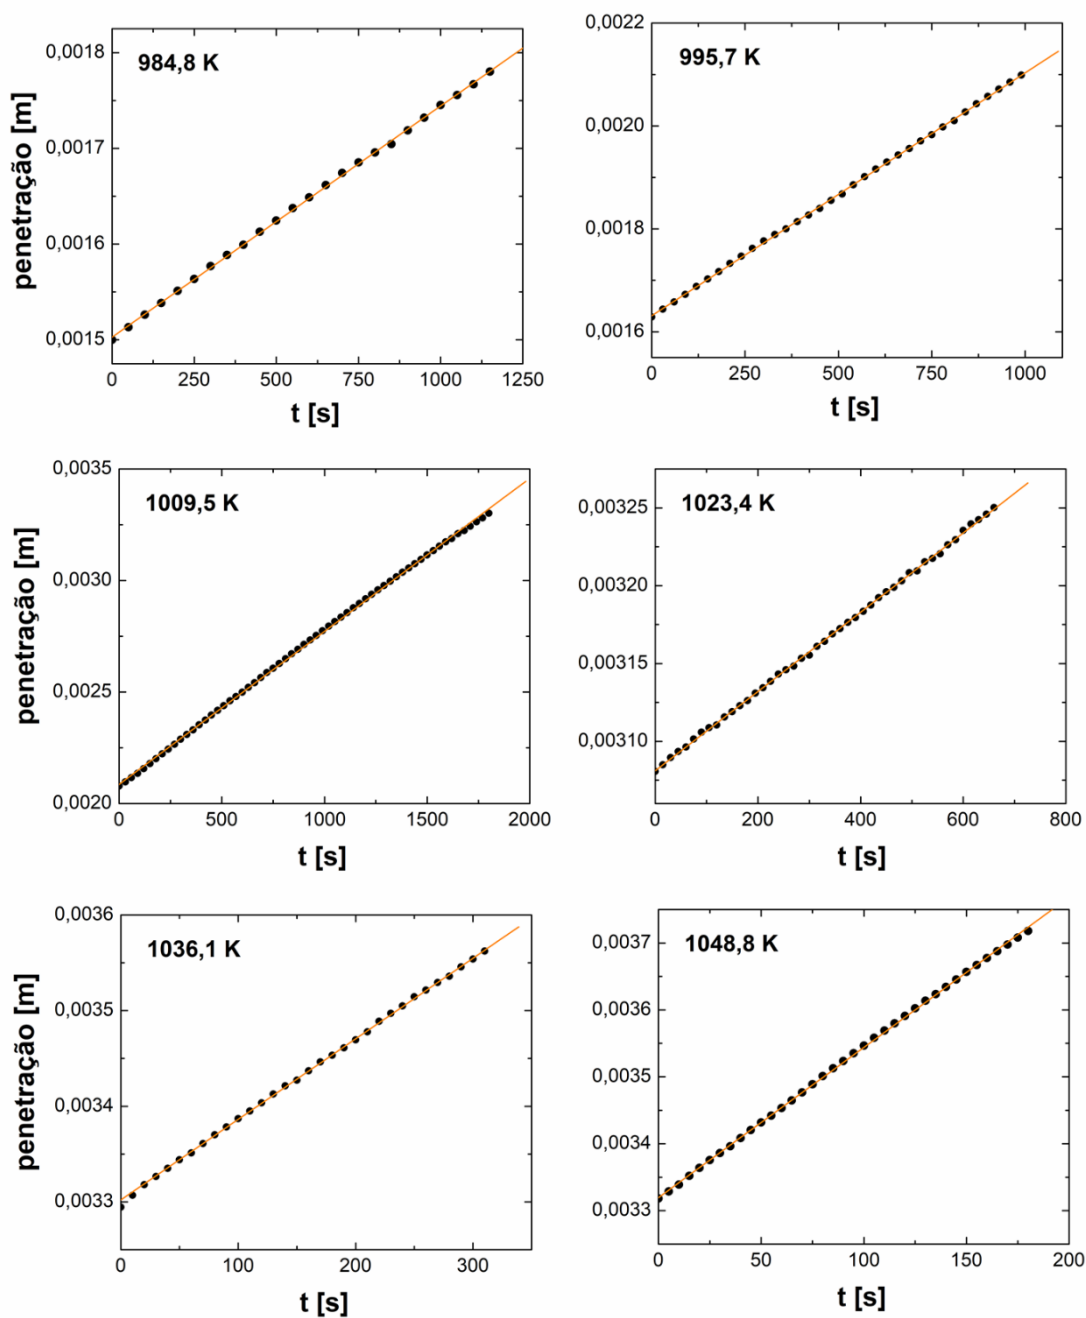 984,8 K
penetração [m]
0,0018
0,0017
0,0016
0,0015
0 250 500 750 1000 1250
t [s]
995,7 K
0,0022
0,0020
0,0018
0,0016
0 250 500 750 1000
t [s]
1009,5 K
penetração [m]
0,0035
0,0030
0,0025
0,0020
0 500 1000 1500 2000
t [s]
1023,4 K
0,00325
0,00320
0,00315
0,00310
0 200 400 600 800
t [s]
1036,1 K
penetração [m]
0,0036
0,0035
0,0034
0,0033
0 100 200 300
t [s]
1048,8 K
0,0037
0,0036
0,0035
0,0034
0,0033
0 50 100 150 200
t [s]